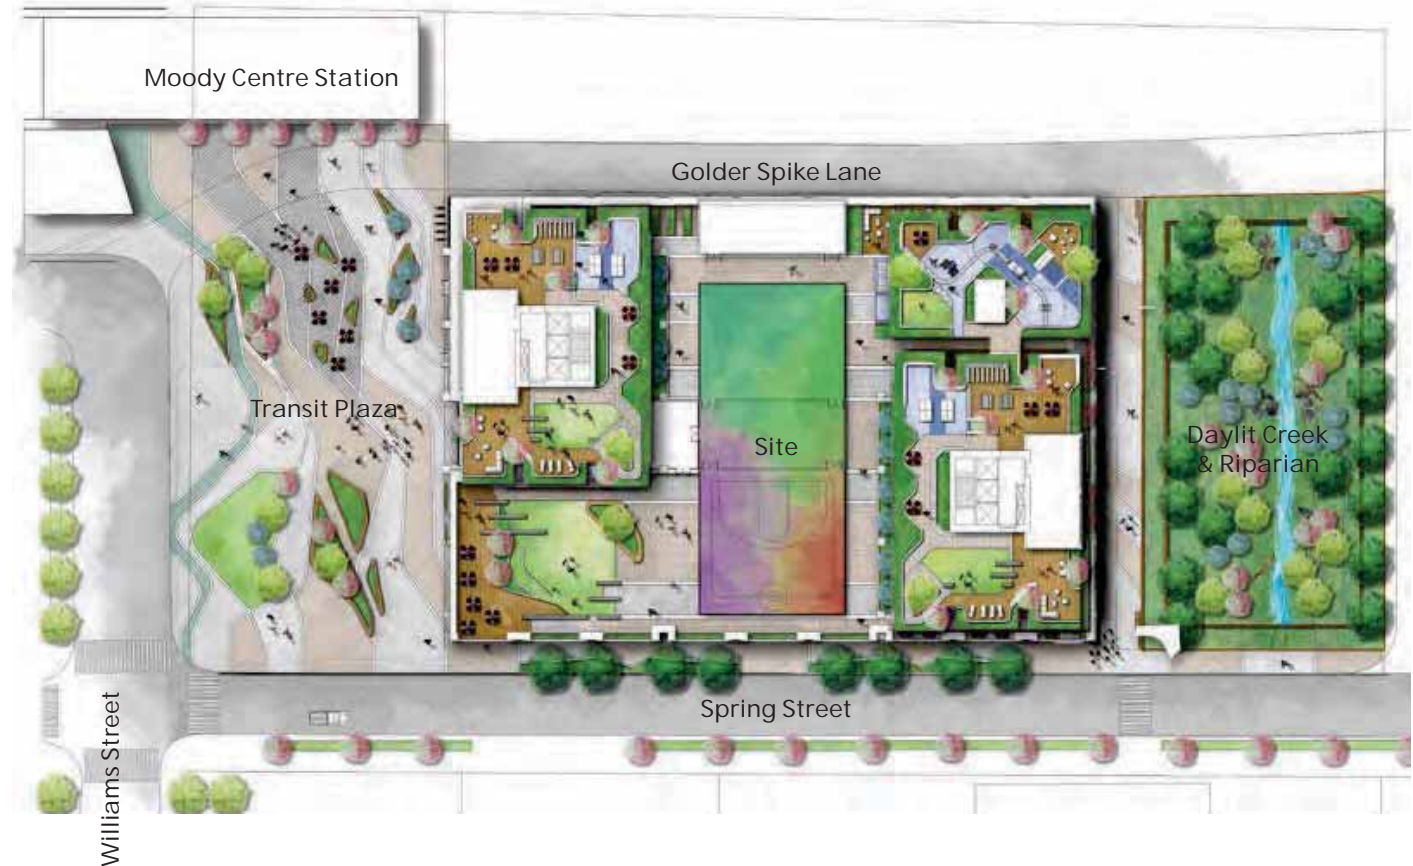 Moody Centre Station
Golder Spike Lane
Transit Plaza
Site
Daylit Creek
& Riparian
Spring Street
Williams Street